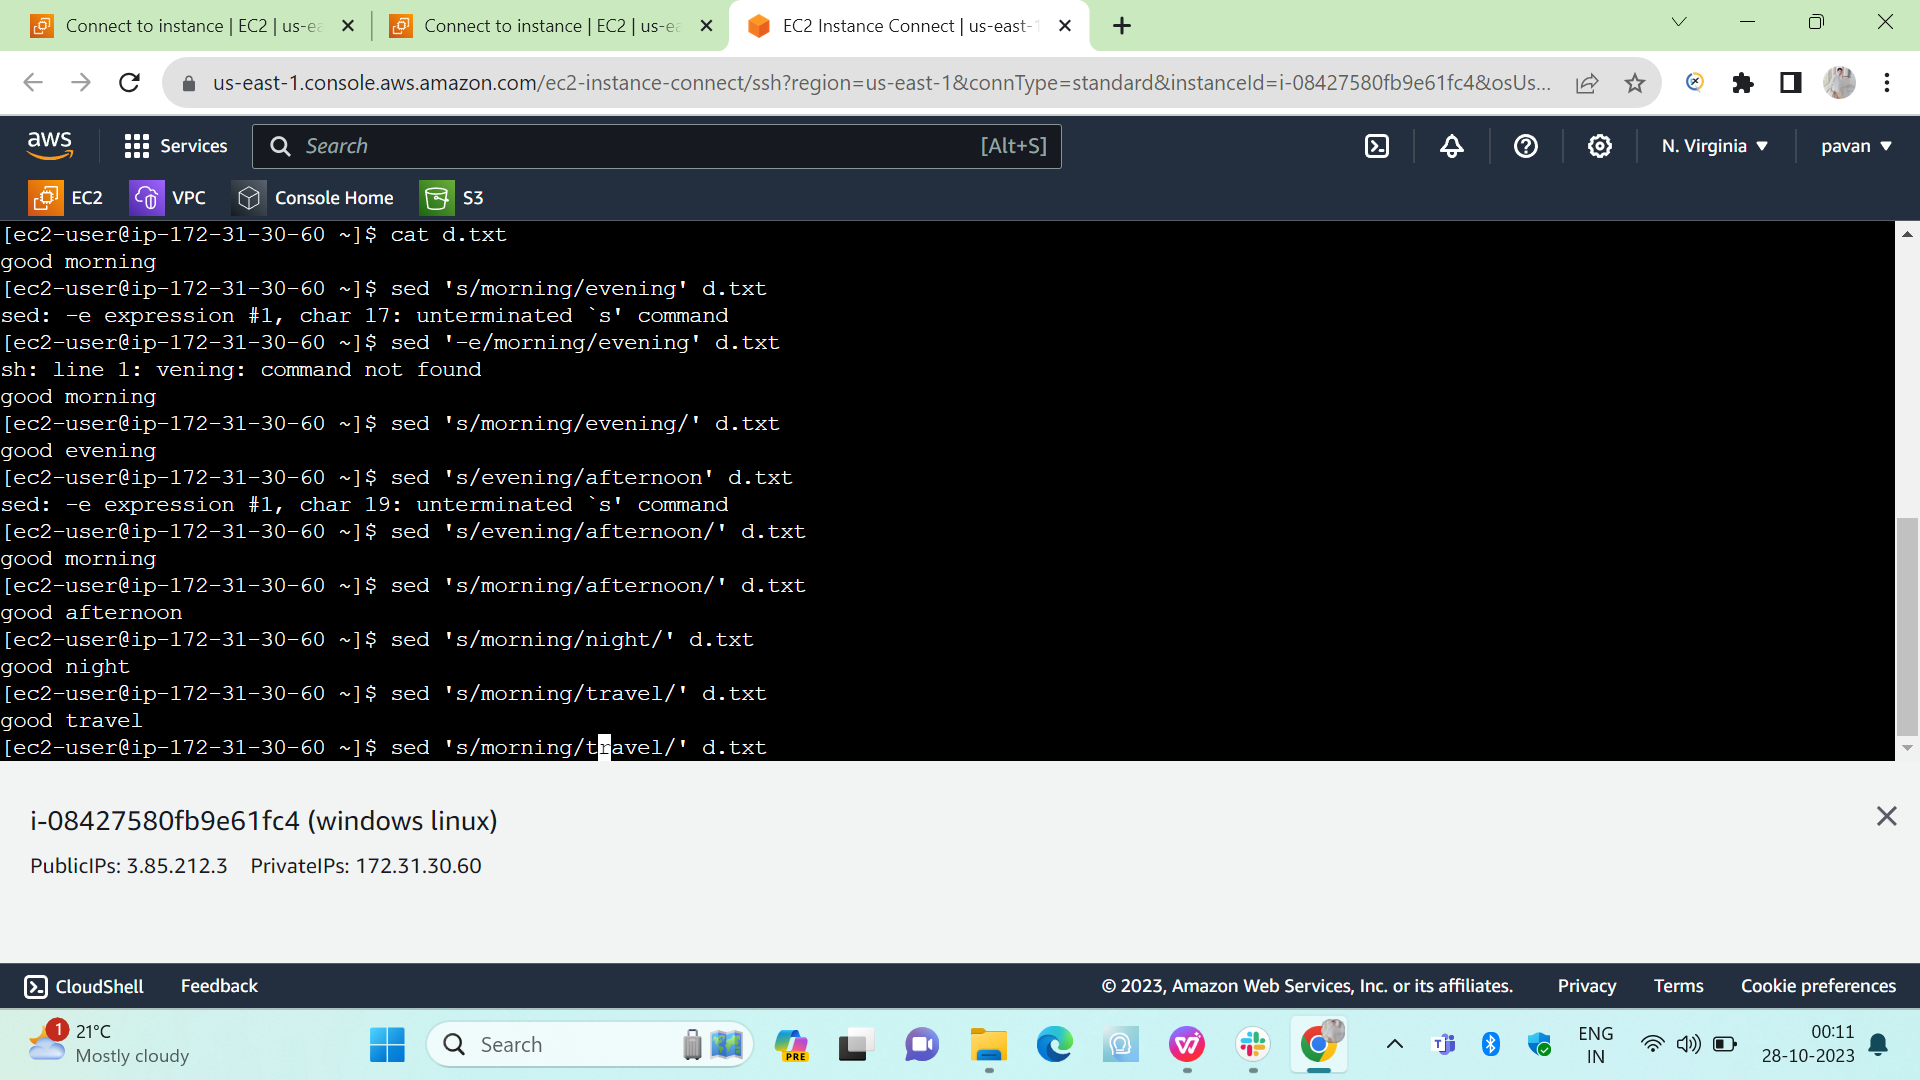 Connect to instance | EC2 | us-ea
Connect to instance | EC2 | us-ea
EC2 Instance Connect | us-east-1
us-east-1.console.aws.amazon.com/ec2-instance-connect/ssh?region=us-east-1&connType=standard&instanceId=i-08427580fb9e61fc4&osUs...
aws
Services
Search
[Alt+S]
N. Virginia
pavan
EC2
VPC
Console Home
S3
[ec2-user@ip-172-31-30-60 ~]$ cat d.txt
good morning
[ec2-user@ip-172-31-30-60 ~]$ sed 's/morning/evening' d.txt
sed: -e expression #1, char 17: unterminated `s' command
[ec2-user@ip-172-31-30-60 ~]$ sed '-e/morning/evening' d.txt
sh: line 1: vening: command not found
good morning
[ec2-user@ip-172-31-30-60 ~]$ sed 's/morning/evening/' d.txt
good evening
[ec2-user@ip-172-31-30-60 ~]$ sed 's/evening/afternoon' d.txt
sed: -e expression #1, char 19: unterminated `s' command
[ec2-user@ip-172-31-30-60 ~]$ sed 's/evening/afternoon/' d.txt
good morning
[ec2-user@ip-172-31-30-60 ~]$ sed 's/morning/afternoon/' d.txt
good afternoon
[ec2-user@ip-172-31-30-60 ~]$ sed 's/morning/night/' d.txt
good night
[ec2-user@ip-172-31-30-60 ~]$ sed 's/morning/travel/' d.txt
good travel
[ec2-user@ip-172-31-30-60 ~]$ sed 's/morning/travel/' d.txt
i-08427580fb9e61fc4 (windows linux)
PublicIPs: 3.85.212.3 PrivateIPs: 172.31.30.60
CloudShell
Feedback
© 2023, Amazon Web Services, Inc. or its affiliates.
Privacy
Terms
Cookie preferences
1
21°C
Mostly cloudy
Search
PRE
ENG
IN
00:11
28-10-2023